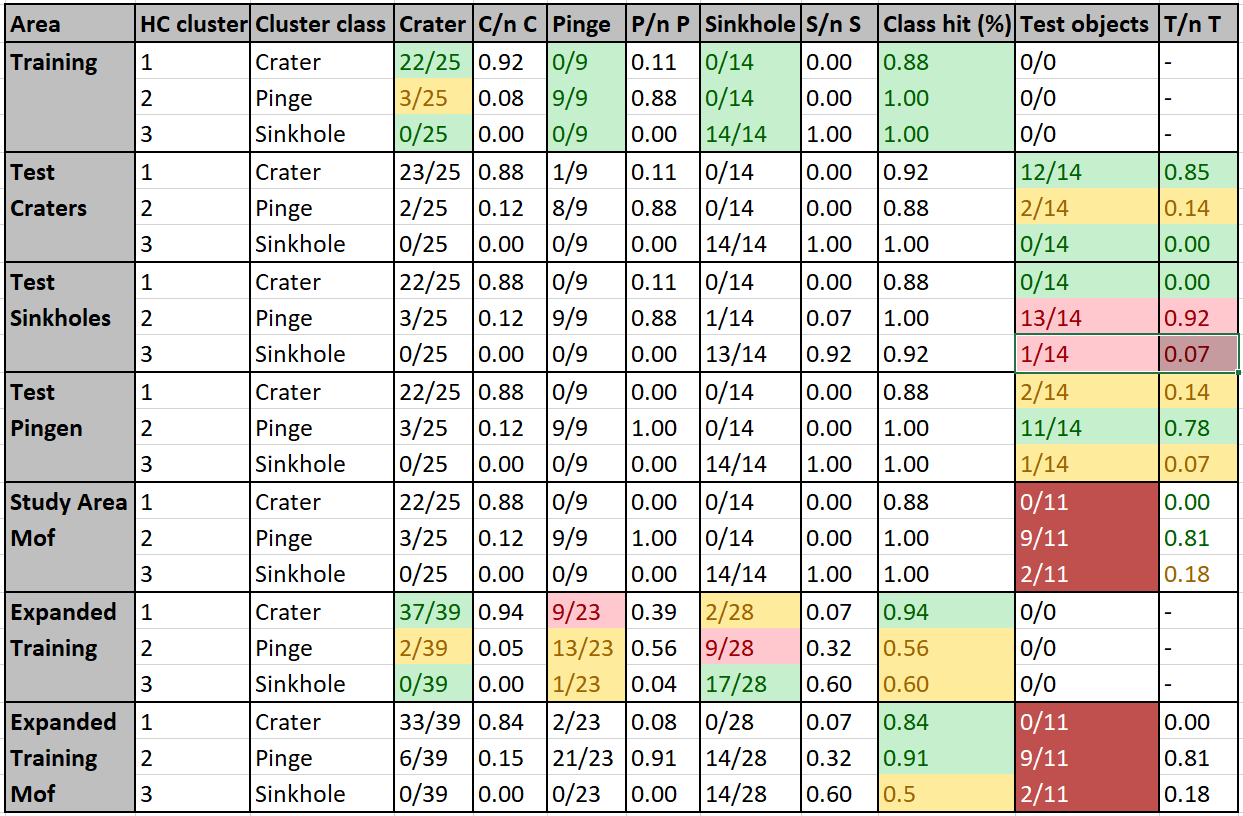 Area HC cluster Cluster class Crater C/n C Pinge P/n P Sinkhole S/n S Class hit (%) Test objects T/n T
Training 1 Crater 22/25 0.92 0/9 0.11 0/14 0.00 0.88 0/0 -
2 Pinge 3/25 0.08 9/9 0.88 0/14 0.00 1.00 0/0 -
3 Sinkhole 0/25 0.00 0/9 0.00 14/14 1.00 1.00 0/0 -
Test 1 Crater 23/25 0.88 1/9 0.11 0/14 0.00 0.92 12/14 0.85
Craters 2 Pinge 2/25 0.12 8/9 0.88 0/14 0.00 0.88 2/14 0.14
3 Sinkhole 0/25 0.00 0/9 0.00 14/14 1.00 1.00 0/14 0.00
Test 1 Crater 22/25 0.88 0/9 0.11 0/14 0.00 0.88 0/14 0.00
Sinkholes 2 Pinge 3/25 0.12 9/9 0.88 1/14 0.07 1.00 13/14 0.92
3 Sinkhole 0/25 0.00 0/9 0.00 13/14 0.92 0.92 1/14 0.07
Test 1 Crater 22/25 0.88 0/9 0.00 0/14 0.00 0.88 2/14 0.14
Pingen 2 Pinge 3/25 0.12 9/9 1.00 0/14 0.00 1.00 11/14 0.78
3 Sinkhole 0/25 0.00 0/9 0.00 14/14 1.00 1.00 1/14 0.07
Study Area 1 Crater 22/25 0.88 0/9 0.00 0/14 0.00 0.88 0/11 0.00
Mof 2 Pinge 3/25 0.12 9/9 1.00 0/14 0.00 1.00 9/11 0.81
3 Sinkhole 0/25 0.00 0/9 0.00 14/14 1.00 1.00 2/11 0.18
Expanded 1 Crater 37/39 0.94 9/23 0.39 2/28 0.07 0.94 0/0 -
Training 2 Pinge 2/39 0.05 13/23 0.56 9/28 0.32 0.56 0/0 -
3 Sinkhole 0/39 0.00 1/23 0.04 17/28 0.60 0.60 0/0 -
Expanded 1 Crater 33/39 0.84 2/23 0.08 0/28 0.07 0.84 0/11 0.00
Training 2 Pinge 6/39 0.15 21/23 0.91 14/28 0.32 0.91 9/11 0.81
Mof 3 Sinkhole 0/39 0.00 0/23 0.00 14/28 0.60 0.5 2/11 0.18